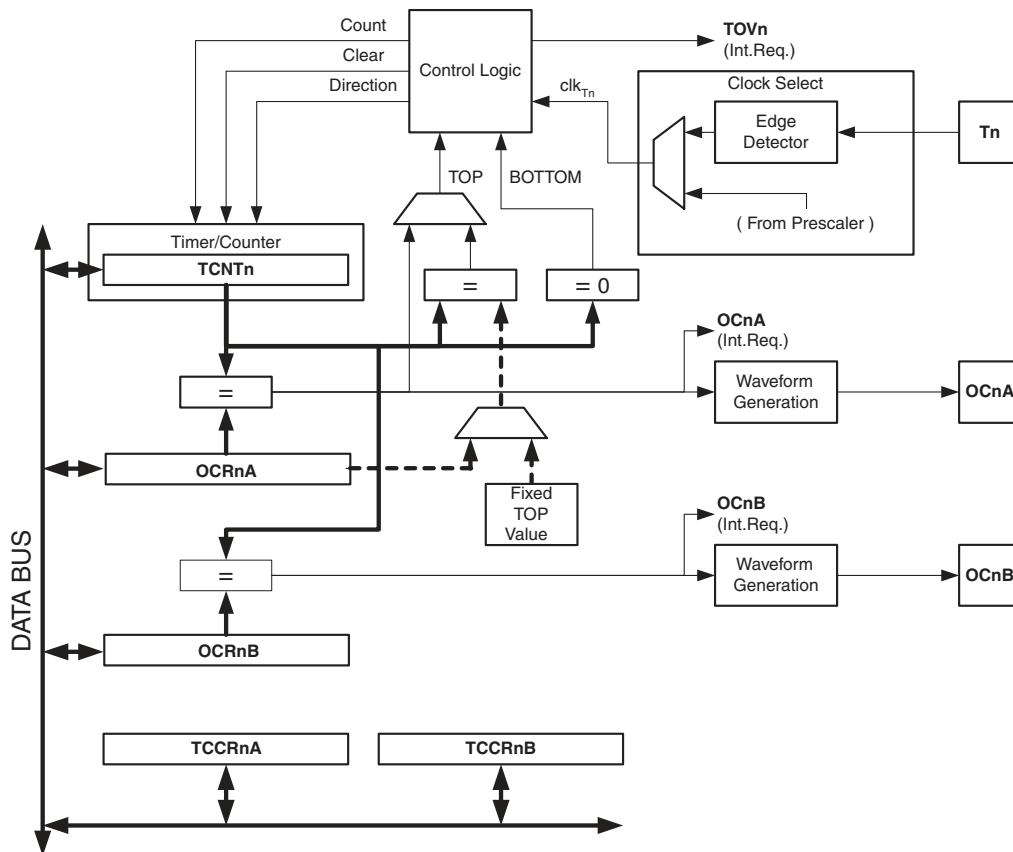 Count
Clear
Direction
Control Logic
TOVn
(Int.Req.)
clkTn
Clock Select
Edge
Detector
Tn
( From Prescaler )
TOP
BOTTOM
Timer/Counter
TCNTn
=
= 0
OCnA
(Int.Req.)
=
Waveform
Generation
OCnA
OCRnA
Fixed
TOP
Value
OCnB
(Int.Req.)
=
Waveform
Generation
OCnB
OCRnB
DATA BUS
TCCRnA
TCCRnB